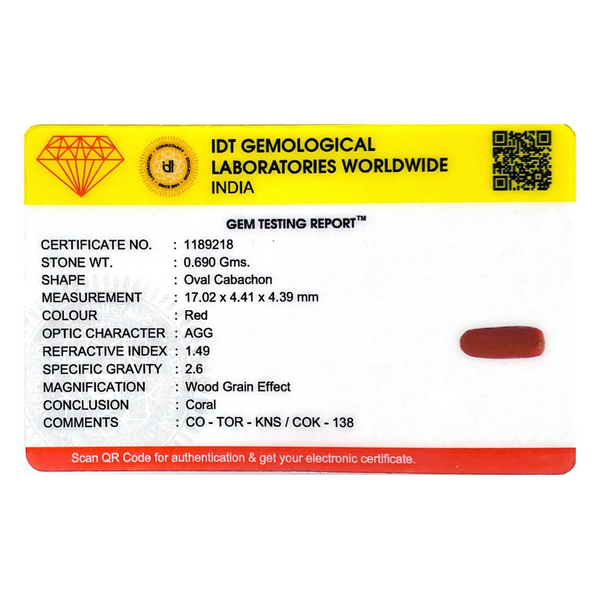 IDT GEMOLOGICAL
LABORATORIES WORLDWIDE
INDIA
GEM TESTING REPORT™
CERTIFICATE NO. : 1189218
STONE WT. : 0.690 Gms.
SHAPE : Oval Cabachon
MEASUREMENT : 17.02 x 4.41 x 4.39 mm
COLOUR : Red
OPTIC CHARACTER : AGG
REFRACTIVE INDEX : 1.49
SPECIFIC GRAVITY : 2.6
MAGNIFICATION : Wood Grain Effect
CONCLUSION : Coral
COMMENTS : CO - TOR - KNS / COK - 138
Scan QR Code for authentication & get your electronic certificate.